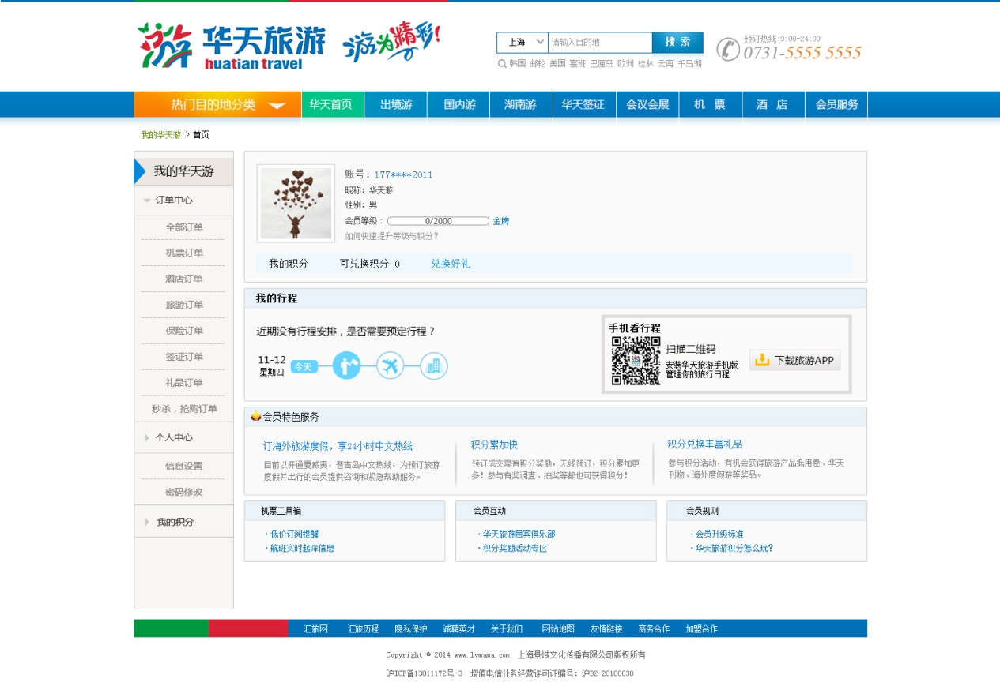 游 华天旅游 游为精彩!
huatian travel
上海 请输入目的地 搜 索
韩国 邮轮 美国 塞班 巴厘岛 欧洲 桂林 云南 千岛湖
预订热线:9:00-24:00
0731-5555 5555
热门目的地分类 华天首页 出境游 国内游 湖南游 华天签证 会议会展 机 票 酒 店 会员服务
我的华天游 > 首页
我的华天游
订单中心
全部订单
机票订单
酒店订单
旅游订单
保险订单
签证订单
礼品订单
秒杀，抢购订单
个人中心
信息设置
密码修改
我的积分
账号：177****2011
昵称：华天游
性别：男
会员等级： 0/2000 金牌
如何快速提升等级与积分?
我的积分 可兑换积分 0 兑换好礼
我的行程
近期没有行程安排，是否需要预定行程？
11-12
星期四
今天
手机看行程
扫描二维码
安装华天旅游手机版
管理你的旅行日程
下载旅游APP
会员特色服务
订海外旅游度假，享24小时中文热线
目前以开通夏威夷，普吉岛中文热线；为预订旅游
度假并出行的会员提供咨询和紧急帮助服务。
积分累加快
预订成交享有积分奖励，无线预订，积分累加更
多！参与有奖调查、抽奖等都也可获得积分！
积分兑换丰富礼品
参与积分活动，有机会获得旅游产品抵用卷、华天
刊物、海外度假游等奖品。
机票工具箱
·低价订阅提醒
·航班实时起降信息
会员互动
·华天旅游贵宾俱乐部
·积分奖励活动专区
会员规则
·会员升级标准
·华天旅游积分怎么玩?
汇旅网 汇旅历程 隐私保护 诚聘英才 关于我们 网站地图 友情链接 商务合作 加盟合作
Copyright © 2014 www.lvmama.com. 上海景域文化传播有限公司版权所有
沪ICP备13011172号-3 增值电信业务经营许可证编号：沪B2-20100030